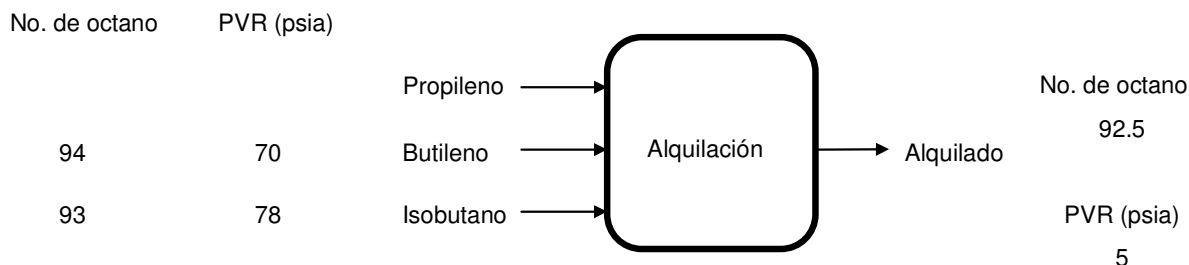 No. de octano PVR (psia)
Propileno No. de octano
92.5
94 70 Butileno Alquilación Alquilado
93 78 Isobutano PVR (psia)
5